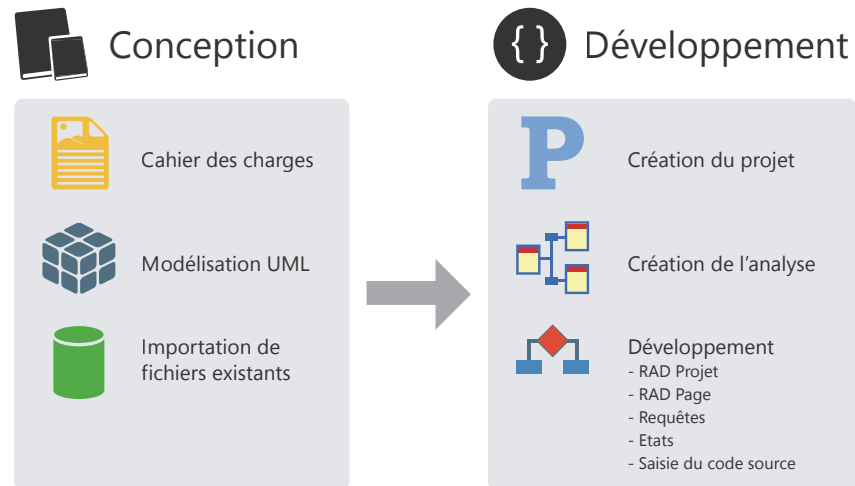 Conception
Cahier des charges
Modélisation UML
Importation de
fichiers existants
{ } Développement
P
Création du projet
Création de l'analyse
Développement
- RAD Projet
- RAD Page
- Requêtes
- Etats
- Saisie du code source